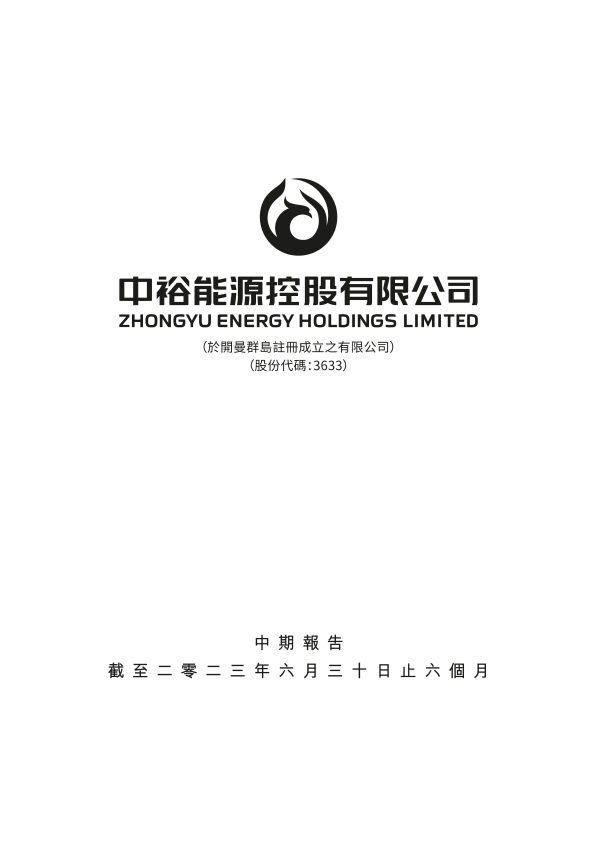 中裕能源控股有限公司
ZHONGYU ENERGY HOLDINGS LIMITED
（於開曼群島註冊成立之有限公司）
（股份代碼：3633）
中期報告
截至二零二三年六月三十日止六個月